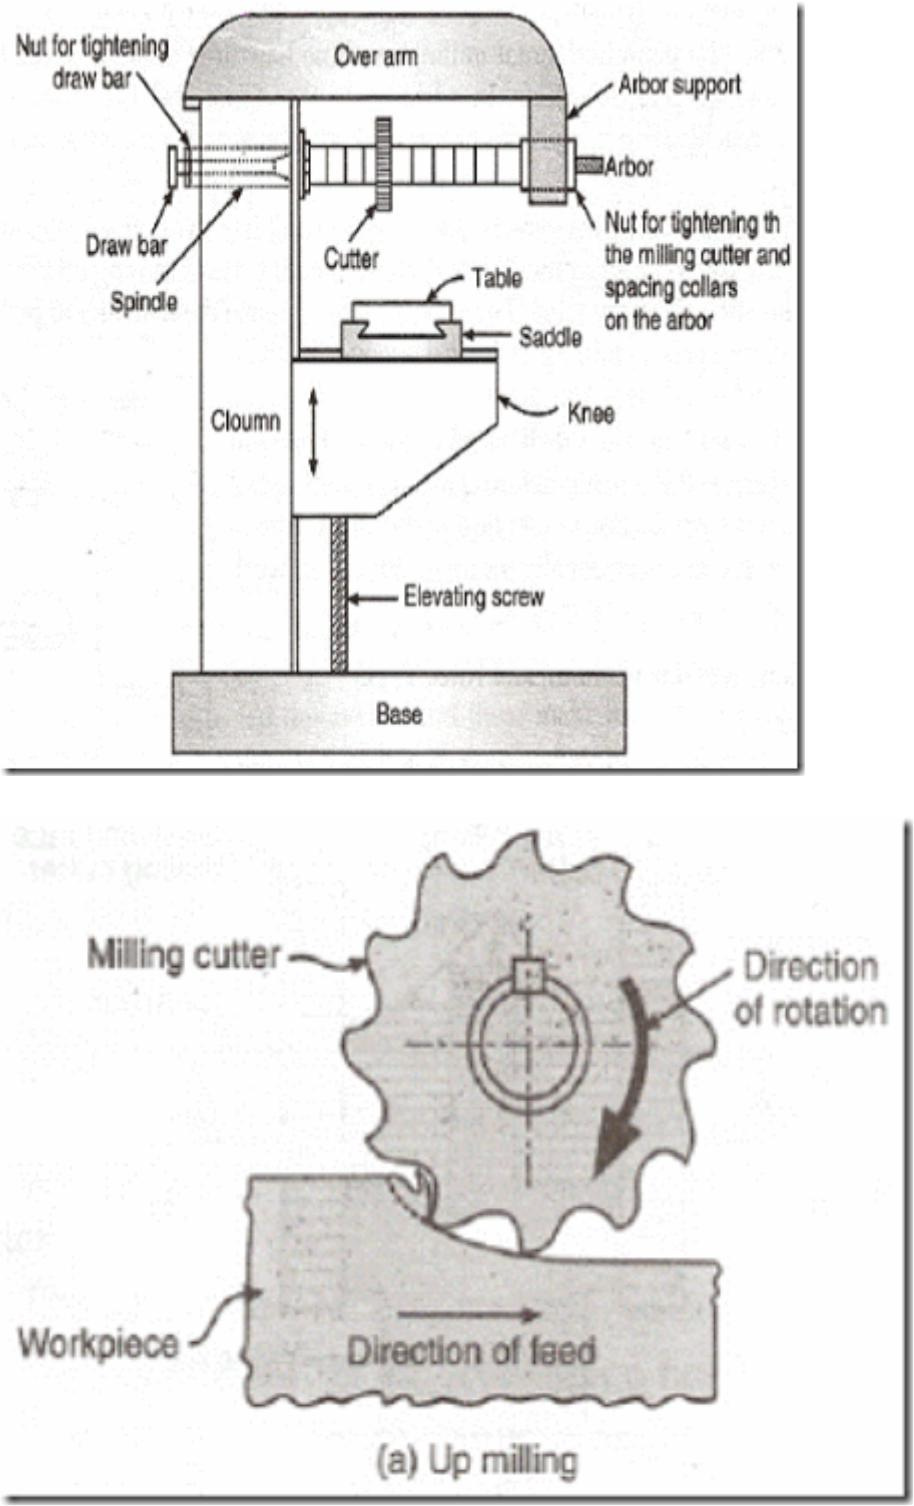 Nut for tightening
draw bar
Over arm
Arbor support
Arbor
Draw bar
Spindle
Cutter
Nut for tightening th
the milling cutter and
spacing collars
on the arbor
Table
Saddle
Cloumn
Knee
Elevating screw
Base
Milling cutter
Direction
of rotation
Workpiece
Direction of feed
(a) Up milling